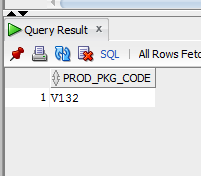 Query Result x
SQL | All Rows Fetc
PROD_PKG_CODE
1 V132